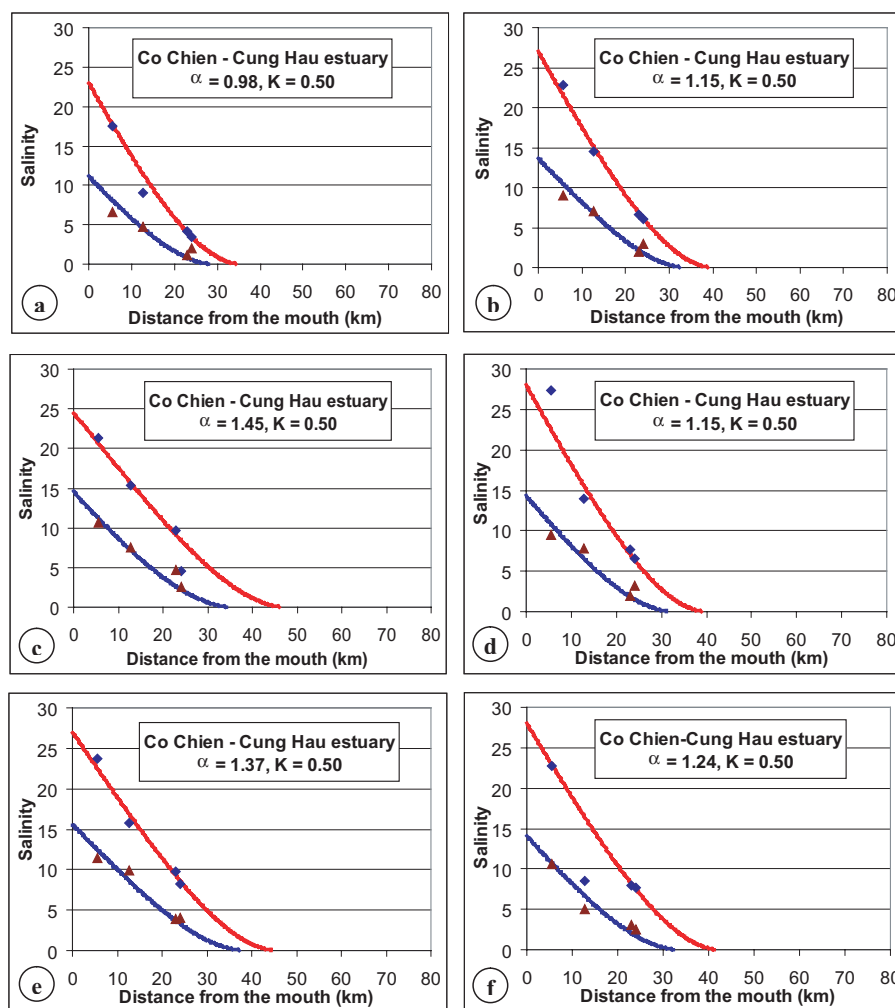 30
25
20
15
10
5
0
Salinity
Co Chien - Cung Hau estuary
α = 0.98, K = 0.50
0 10 20 30 40 50 60 70 80
Distance from the mouth (km)
a
30
25
20
15
10
5
0
Salinity
Co Chien - Cung Hau estuary
α = 1.15, K = 0.50
0 10 20 30 40 50 60 70 80
Distance from the mouth (km)
b
30
25
20
15
10
5
0
Salinity
Co Chien - Cung Hau estuary
α = 1.45, K = 0.50
0 10 20 30 40 50 60 70 80
Distance from the mouth (km)
c
30
25
20
15
10
5
0
Salinity
Co Chien - Cung Hau estuary
α = 1.15, K = 0.50
0 10 20 30 40 50 60 70 80
Distance from the mouth (km)
d
30
25
20
15
10
5
0
Salinity
Co Chien - Cung Hau estuary
α = 1.37, K = 0.50
0 10 20 30 40 50 60 70 80
Distance from the mouth (km)
e
30
25
20
15
10
5
0
Salinity
Co Chien-Cung Hau estuary
α = 1.24, K = 0.50
0 10 20 30 40 50 60 70 80
Distance from the mouth (km)
f